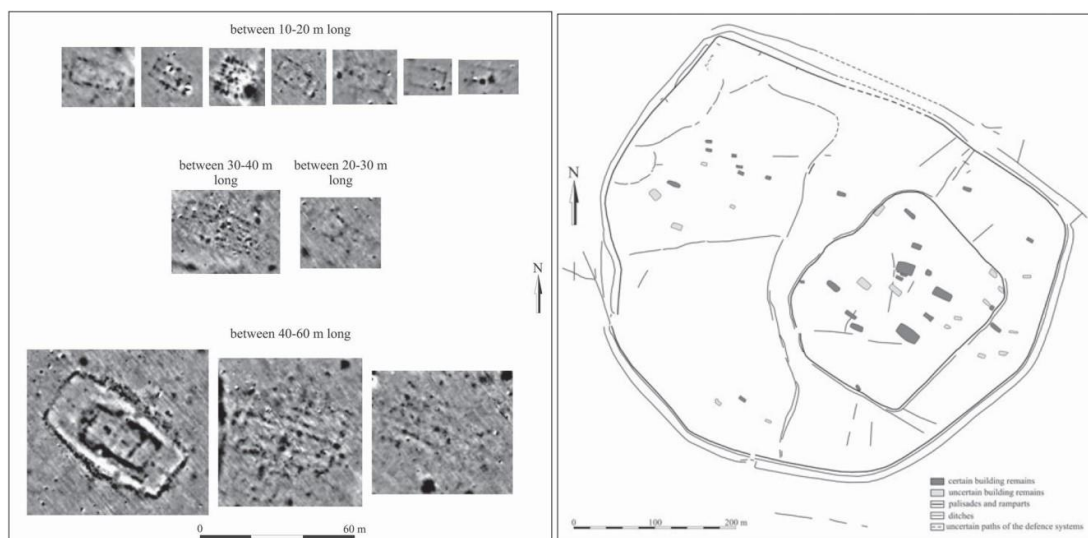 between 10-20 m long
between 30-40 m
long
between 20-30 m
long
N
between 40-60 m long
0
60 m
N
certain building remains
uncertain building remains
palisades and ramparts
ditches
uncertain paths of the defence systems
0
100
200 m